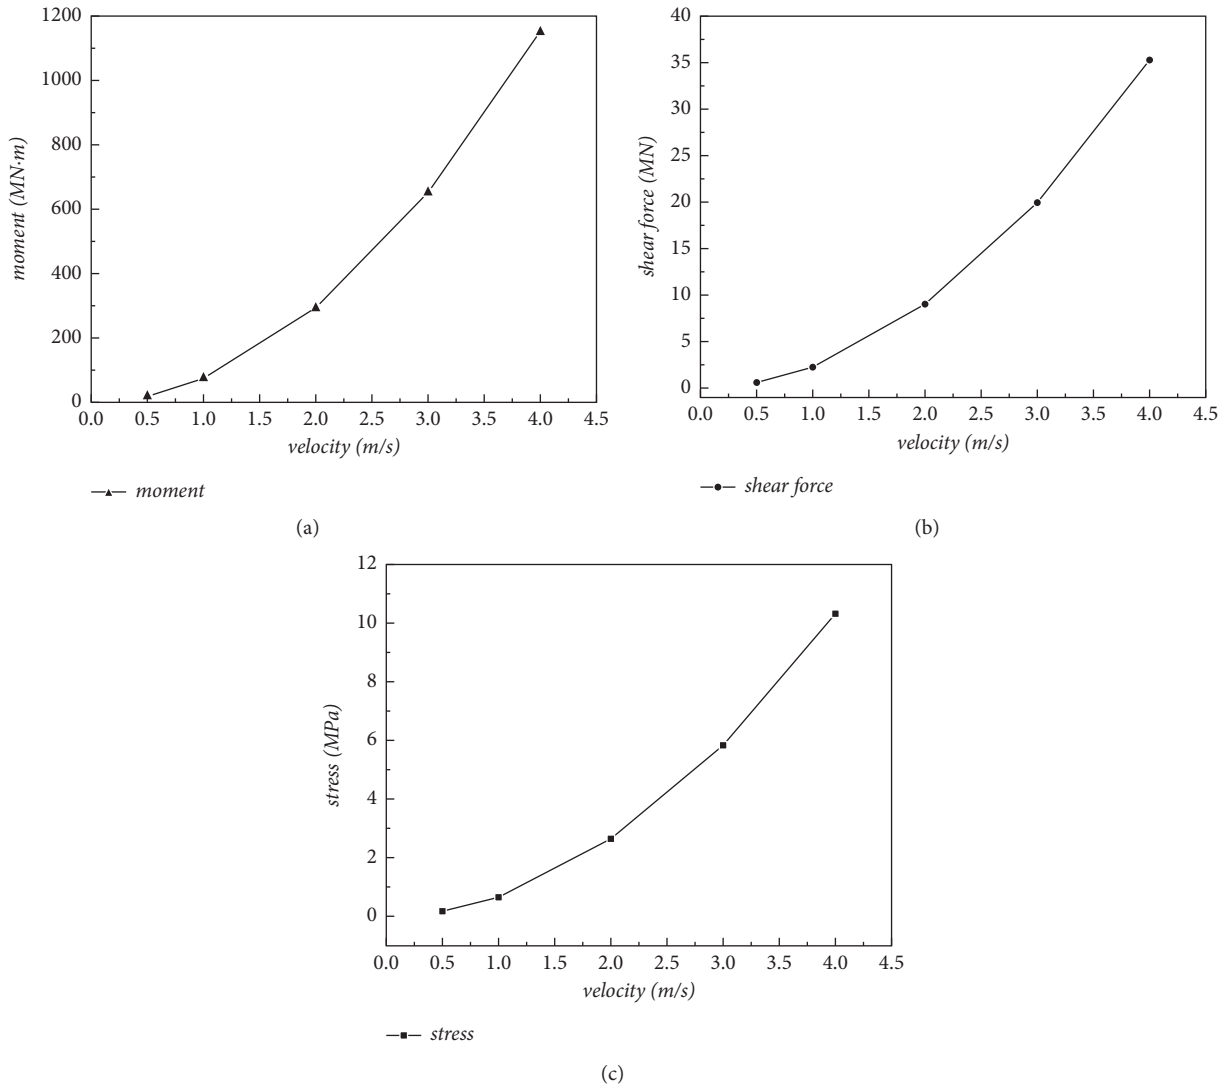 1200
1000
800
600
400
200
0
moment (MN·m)
0.0 0.5 1.0 1.5 2.0 2.5 3.0 3.5 4.0 4.5
velocity (m/s)
moment
(a)
40
35
30
25
20
15
10
5
0
shear force (MN)
0.0 0.5 1.0 1.5 2.0 2.5 3.0 3.5 4.0 4.5
velocity (m/s)
shear force
(b)
12
10
8
6
4
2
0
stress (MPa)
0.0 0.5 1.0 1.5 2.0 2.5 3.0 3.5 4.0 4.5
velocity (m/s)
stress
(c)